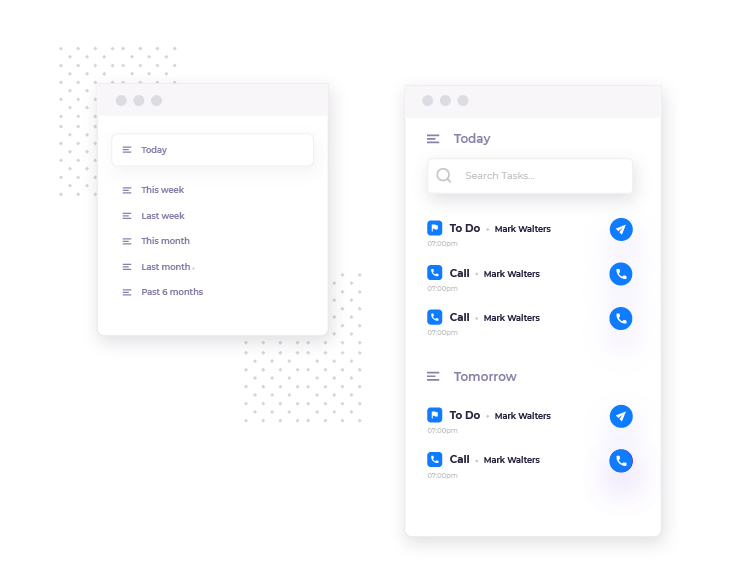 Today
This week
Last week
This month
Last month
Past 6 months
Today
Search Tasks...
To Do • Mark Walters
07:00pm
Call • Mark Walters
07:00pm
Call • Mark Walters
07:00pm
Tomorrow
To Do • Mark Walters
07:00pm
Call • Mark Walters
07:00pm